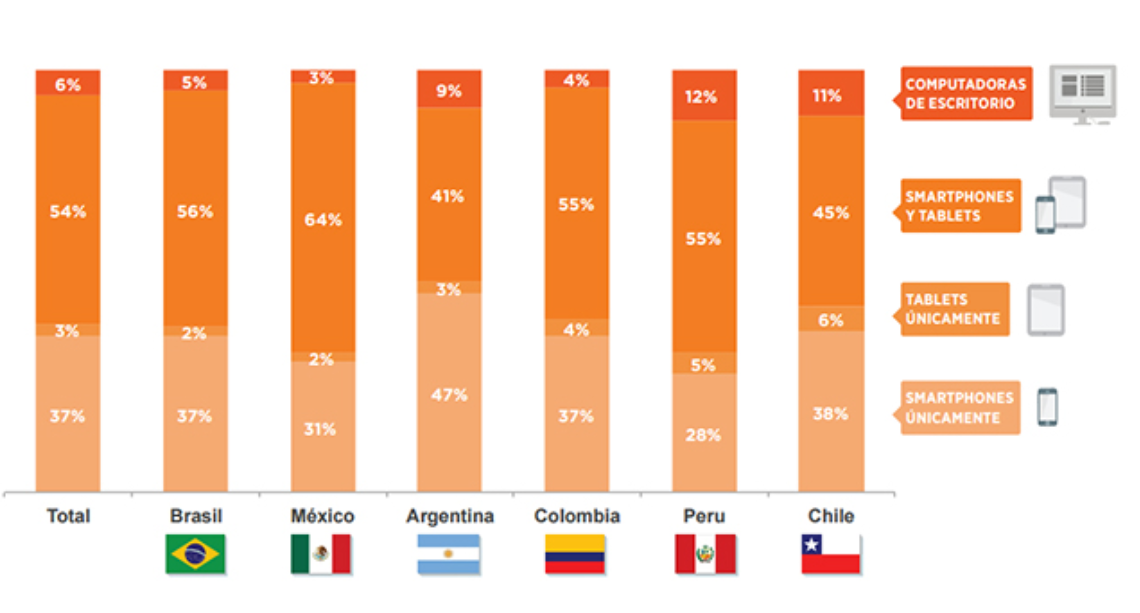 6% 5% 3% 9% 4% 12% 11%
COMPUTADORAS
DE ESCRITORIO
54% 56% 64% 41% 55% 55% 45%
SMARTPHONES
Y TABLETS
3% 2% 2% 3% 4% 5% 6%
TABLETS
ÚNICAMENTE
37% 37% 31% 47% 37% 28% 38%
SMARTPHONES
ÚNICAMENTE
Total Brasil México Argentina Colombia Peru Chile